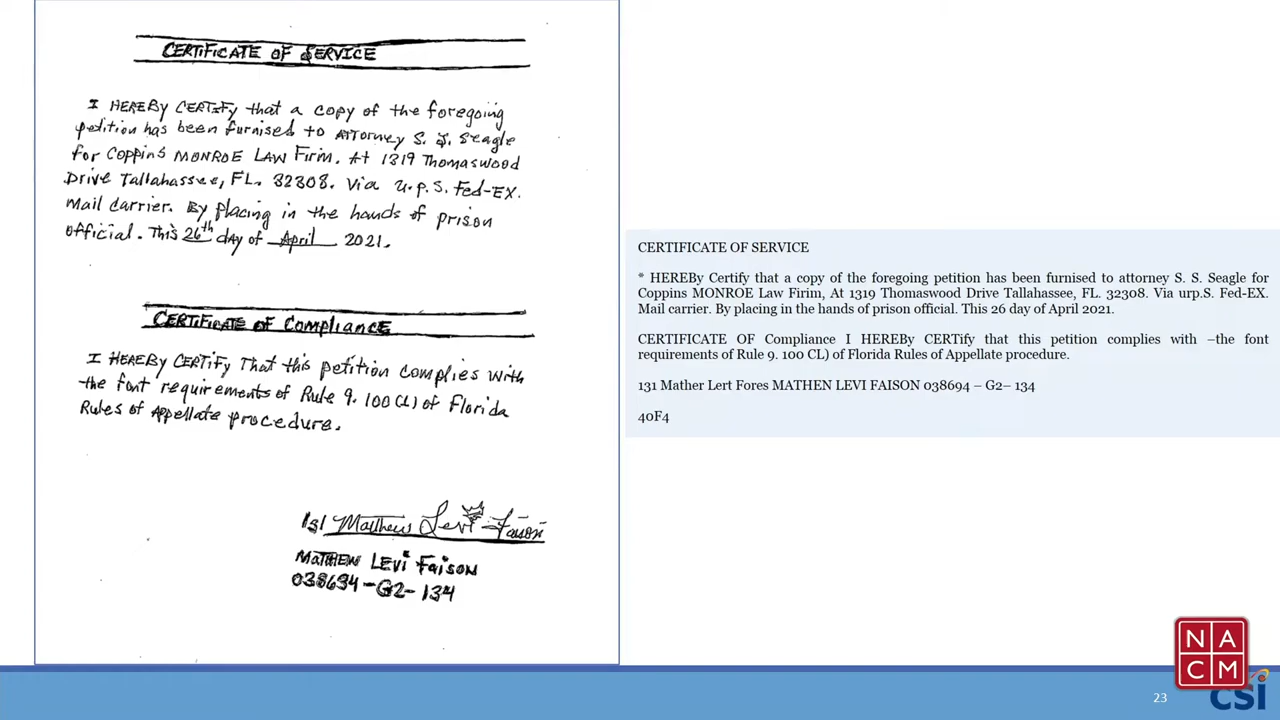 CERTIFICATE OF SERVICE
I HEREBY CERTIFY that a copy of the foregoing
petition has been furnished to Attorney S. S. Seagle
for Coppins MONROE LAW Firm. At 1319 Thomaswood
Drive Tallahassee, FL. 32308. Via U.P.S. Fed-EX.
Mail carrier. By placing in the hands of prison
official. This 26th day of April 2021.
CERTIFICATE of Compliance
I HEREBY CERTIFY That this petition complies with
the font requirements of Rule 9.100(L) of Florida
Rules of Appellate procedure.
/s/ Matthew Levi Faison
MATHEW LEVI FAISON
038694-G2-134
CERTIFICATE OF SERVICE
* HEREBy Certify that a copy of the foregoing petition has been furnised to attorney S. S. Seagle for
Coppins MONROE Law Firim, At 1319 Thomaswood Drive Tallahassee, FL. 32308. Via urp.S. Fed-EX.
Mail carrier. By placing in the hands of prison official. This 26 day of April 2021.
CERTIFICATE OF Compliance I HEREBy CERTify that this petition complies with –the font
requirements of Rule 9. 100 CL) of Florida Rules of Appellate procedure.
131 Mather Lert Fores MATHEN LEVI FAISON 038694 – G2– 134
40F4
NACM
CSI
23